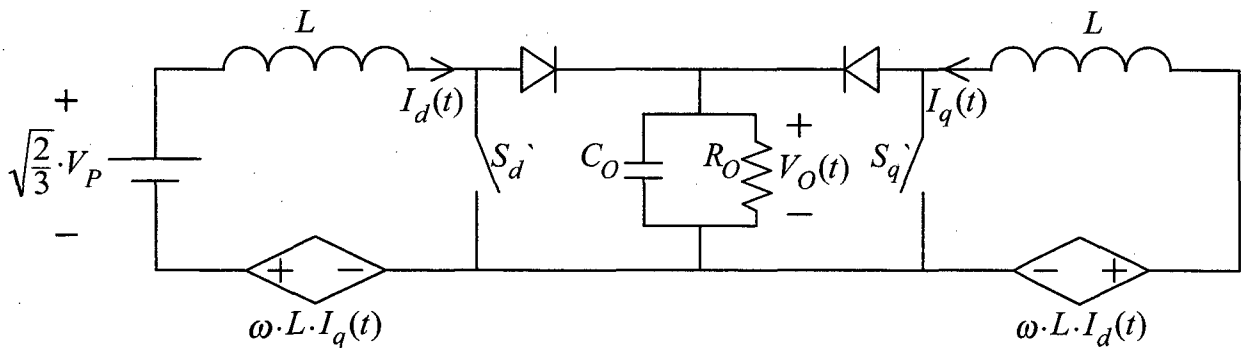 L
L
+
I_d(t)
I_q(t)
√(2/3)·V_P
S_d`
C_O
R_O
+
V_O(t)
−
S_q`
−
+ −
− +
ω·L·I_q(t)
ω·L·I_d(t)